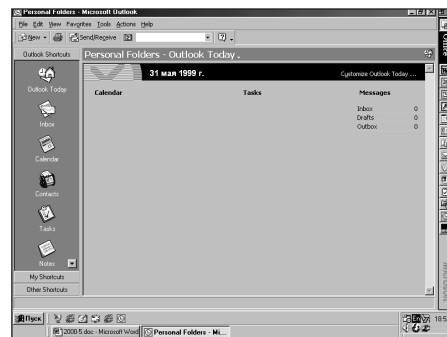 Personal Folders - Microsoft Outlook
File Edit View Favorites Tools Actions Help
New Send/Receive
Outlook Shortcuts
Personal Folders - Outlook Today.
31 мая 1999 г.
Customize Outlook Today ...
Calendar Tasks Messages
Inbox 0
Drafts 0
Outbox 0
Outlook Today
Inbox
Calendar
Contacts
Tasks
Notes
My Shortcuts
Other Shortcuts
Office
Пуск
2000-5.doc - Microsoft Word
Personal Folders - Mi...
En